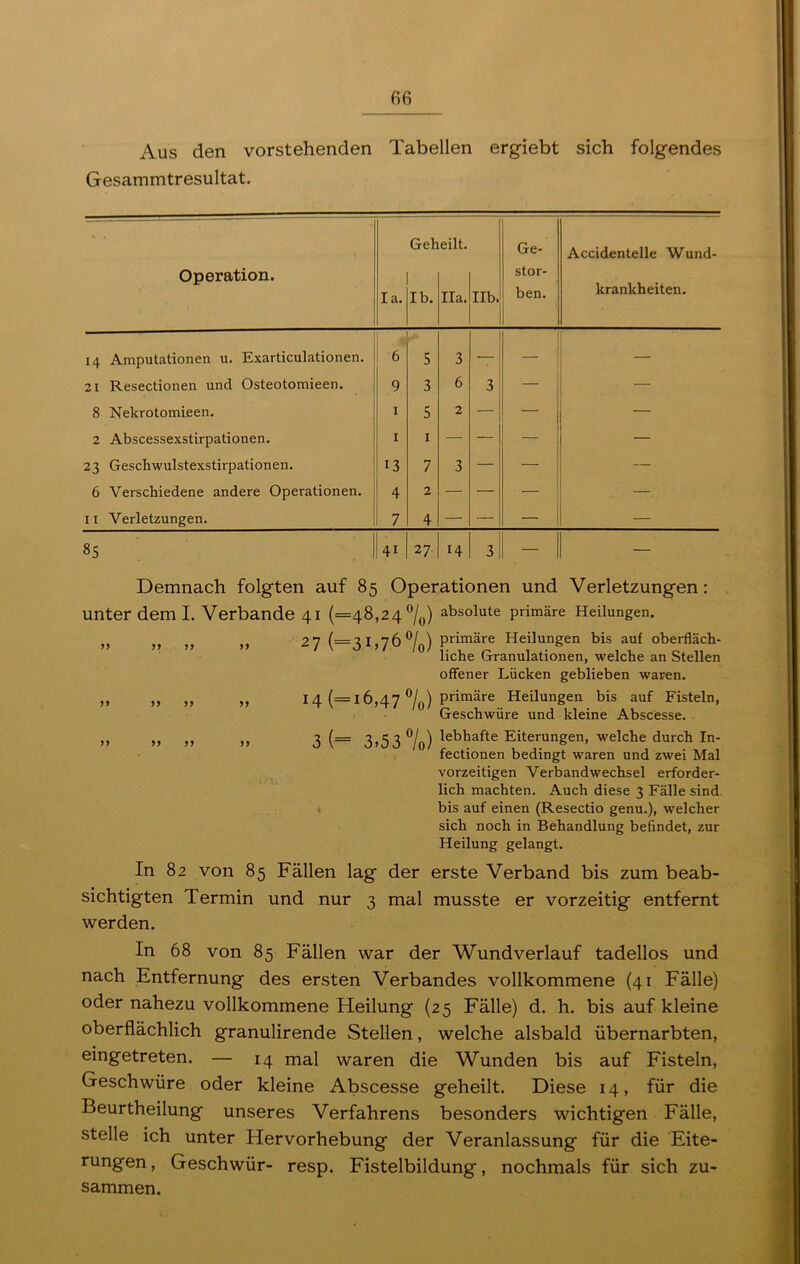 66
Aus den vorstehenden Tabellen ergiebt sich folgendes
Gesammtresultat.
Operation. Geheilt. Ge-stor-ben. Accidentelle Wund-krankheiten.
Ia. Ib. IIa. IIb.
14 Amputationen u. Exarticulationen. 6 5 3 — — —
21 Resectionen und Osteotomieen. 9 3 6 3 — —
8 Nekrotomieen. 1 5 2 — — —
2 Abscessexstirpationen. 1 1 — — — —
23 Geschwulstexstirpationen. 13 7 3 — — —
6 Verschiedene andere Operationen. 4 2 — — — —
11 Verletzungen. 7 4 — — — —
85 41 27 14 3 — —
Demnach folgten auf 85 Operationen und Verletzungen:
unter dem I. Verbande 41 (=48,24 %) absolute primäre Heilungen.
„ „ „ „ 27 (=31,76 %) primäre Heilungen bis auf oberfläch-
liche Granulationen, welche an Stellen
offener Lücken geblieben waren.
„ „ „ „ 14 (=16,47 %) primäre Heilungen bis auf Fisteln,
Geschwüre und kleine Abscesse.
„ „ „ „ 3 (= 3,53 %) lebhafte Eiterungen, welche durch In-
fectionen bedingt waren und zwei Mal
vorzeitigen Verbandwechsel erforder-
lich machten. Auch diese 3 Fälle sind
bis auf einen (Resectio genu.), welcher
sich noch in Behandlung befindet, zur
Heilung gelangt.
In 82 von 85 Fällen lag der erste Verband bis zum beab-
sichtigten Termin und nur 3 mal musste er vorzeitig entfernt
werden.
In 68 von 85 Fällen war der Wundverlauf tadellos und
nach Entfernung des ersten Verbandes vollkommene (41 Fälle)
oder nahezu vollkommene Heilung (25 Fälle) d. h. bis auf kleine
oberflächlich granulirende Stellen, welche alsbald übernarbten,
eingetreten. — 14 mal waren die Wunden bis auf Fisteln,
Geschwüre oder kleine Abscesse geheilt. Diese 14, für die
Beurtheilung unseres Verfahrens besonders wichtigen Fälle,
stelle ich unter Hervorhebung der Veranlassung für die Eite-
rungen, Geschwür- resp. Fistelbildung, nochmals für sich zu-
sammen.